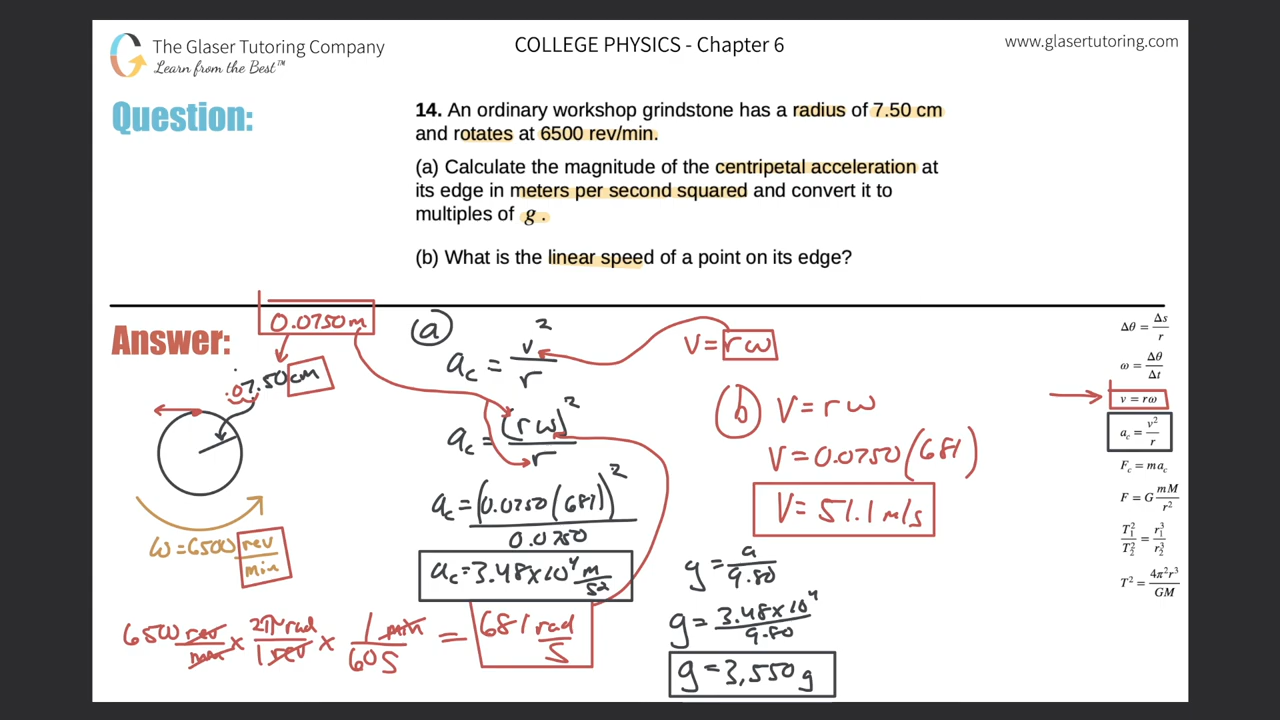 The Glaser Tutoring Company
Learn from the Best™
COLLEGE PHYSICS - Chapter 6
www.glasertutoring.com
Question:
14. An ordinary workshop grindstone has a radius of 7.50 cm
and rotates at 6500 rev/min.
(a) Calculate the magnitude of the centripetal acceleration at
its edge in meters per second squared and convert it to
multiples of g .
(b) What is the linear speed of a point on its edge?
Answer:
0.0750m
.07.50cm
ω=6500 rev/min
6500 rev/min × 2π rad/1 rev × 1 min/60 s = 681 rad/s
(a)
a_c = v²/r
v = rω
a_c = (rω)²/r
a_c = (0.0750(681))²/0.0750
a_c = 3.48×10⁴ m/s²
(b) V = rω
V = 0.0750(681)
V = 51.1 m/s
g = a/9.80
g = 3.48×10⁴/9.80
g = 3,550 g
Δθ = Δs/r
ω = Δθ/Δt
v = rω
a_c = v²/r
F_c = ma_c
F = G mM/r²
T₁²/T₂² = r₁³/r₂³
T² = 4π²r³/GM